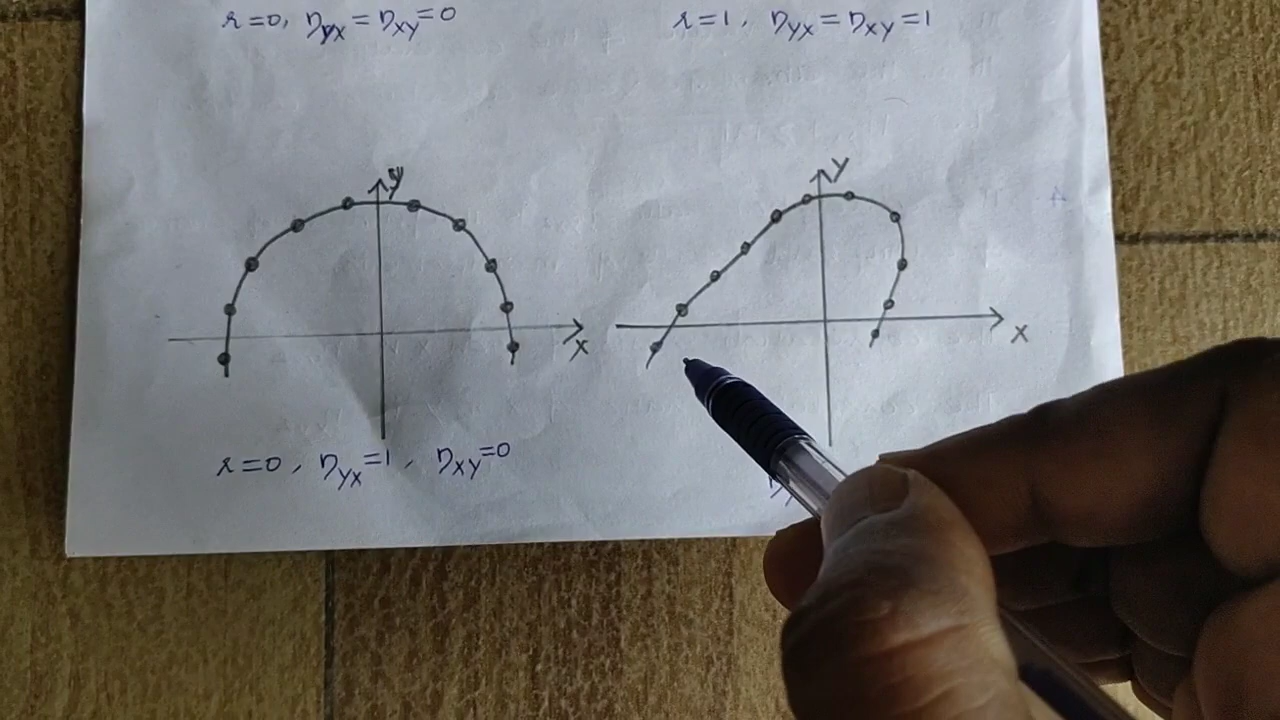 r=0, ηyx=ηxy=0
r=1, ηyx=ηxy=1
y
y
x
x
r=0, ηyx=1, ηxy=0